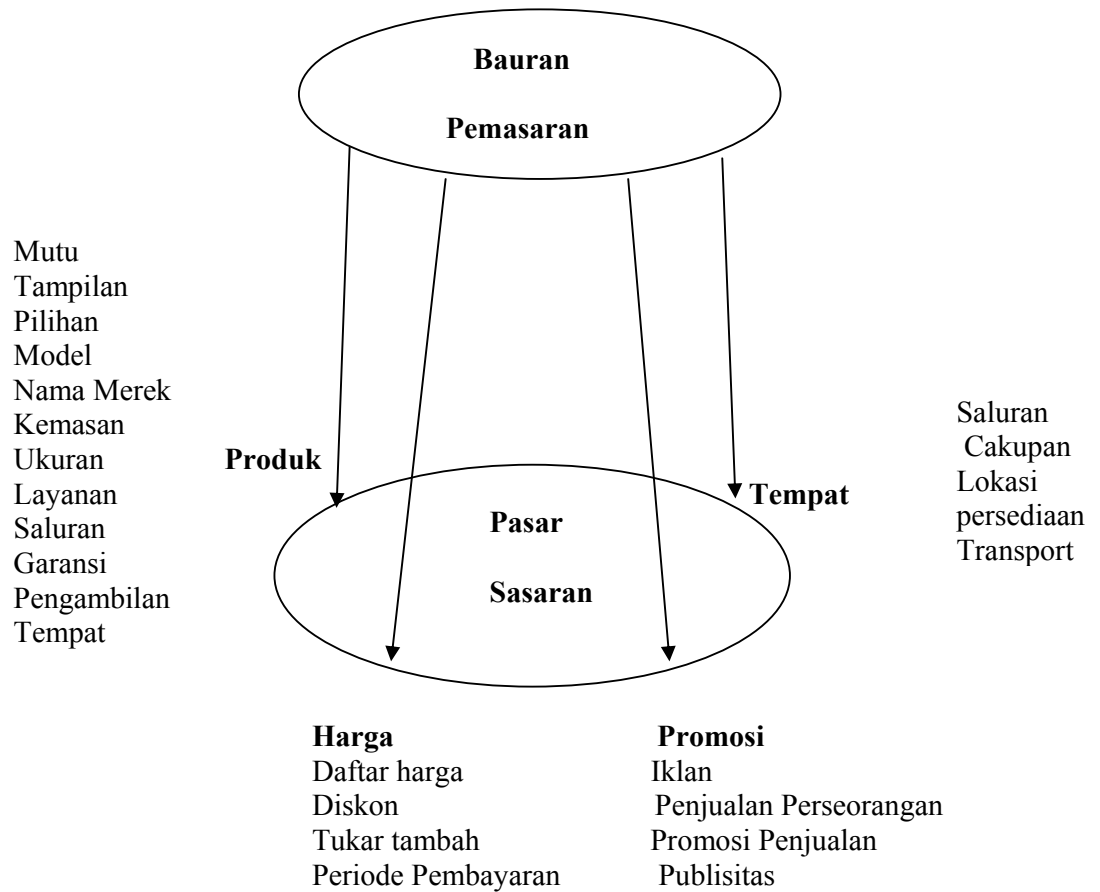 Bauran
Pemasaran
Mutu
Tampilan
Pilihan
Model
Nama Merek
Kemasan
Ukuran
Layanan
Saluran
Garansi
Pengambilan
Tempat
Produk
Pasar
Sasaran
Tempat
Saluran
Cakupan
Lokasi
persediaan
Transport
Harga
Daftar harga
Diskon
Tukar tambah
Periode Pembayaran
Promosi
Iklan
Penjualan Perseorangan
Promosi Penjualan
Publisitas